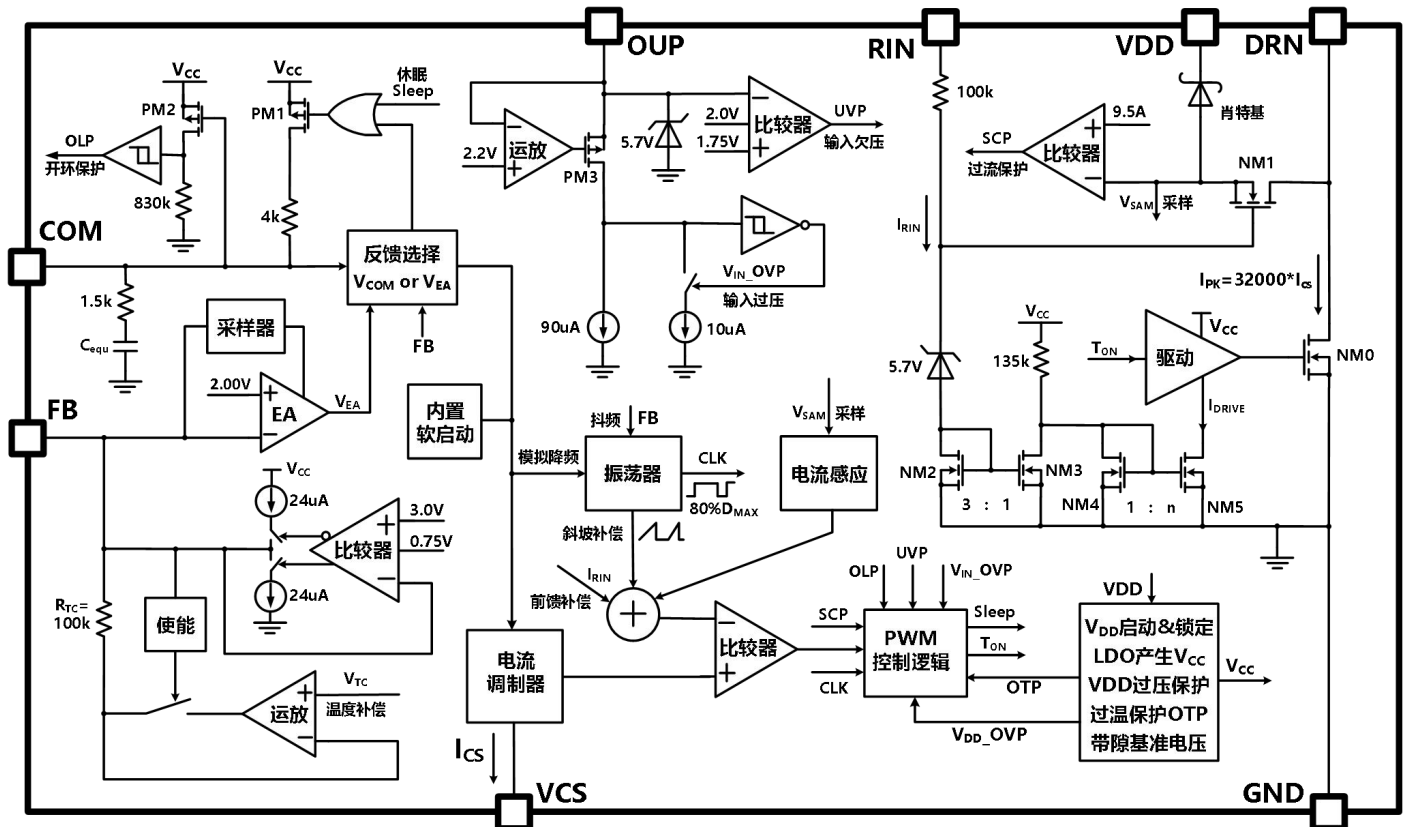 OUP
RIN
VDD
DRN
VCC
PM2
OLP
开环保护
830k
VCC
PM1
休眠
Sleep
4k
COM
1.5k
Cequ
反馈选择
VCOM or VEA
FB
采样器
2.00V
EA
VEA
FB
2.2V
运放
PM3
5.7V
2.0V
1.75V
比较器
UVP
输入欠压
VIN_OVP
输入过压
90uA
10uA
100k
IRIN
SCP
过流保护
9.5A
比较器
VSAM 采样
肖特基
NM1
IPK=32000*Ics
VCC
135k
5.7V
TON
驱动
VCC
IDRIVE
NM0
NM2
NM3
3 : 1
NM4
1 : n
NM5
内置
软启动
模拟降频
抖频
FB
振荡器
CLK
80%DMAX
斜坡补偿
VSAM 采样
电流感应
IRIN
前馈补偿
VCC
24uA
24uA
3.0V
0.75V
比较器
RTC=
100k
使能
运放
VTC
温度补偿
电流
调制器
ICS
VCS
比较器
OLP
UVP
VIN_OVP
SCP
CLK
PWM
控制逻辑
Sleep
TON
OTP
VDD_OVP
VDD
VDD启动&锁定
LDO产生VCC
VDD过压保护
过温保护OTP
带隙基准电压
VCC
GND